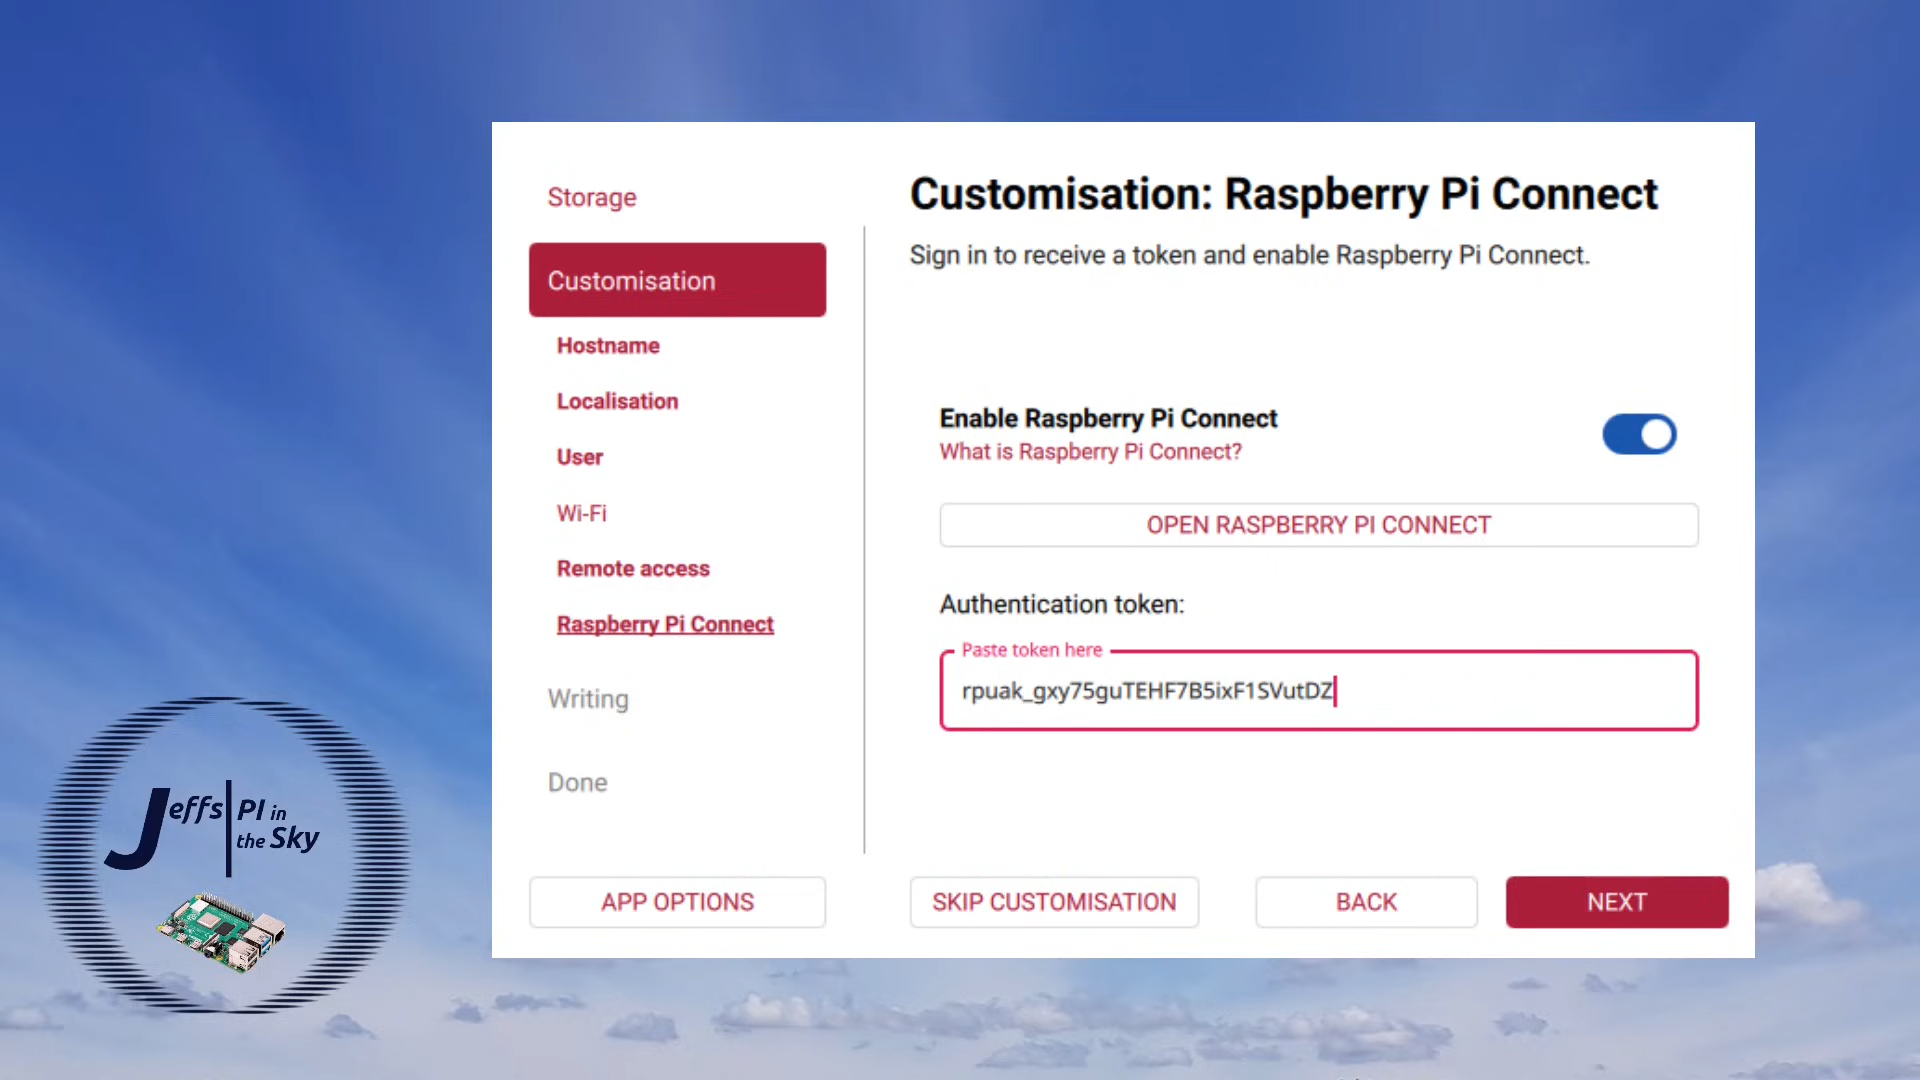 Storage
Customisation
Hostname
Localisation
User
Wi-Fi
Remote access
Raspberry Pi Connect
Writing
Done
APP OPTIONS
Customisation: Raspberry Pi Connect
Sign in to receive a token and enable Raspberry Pi Connect.
Enable Raspberry Pi Connect
What is Raspberry Pi Connect?
OPEN RASPBERRY PI CONNECT
Authentication token:
Paste token here
rpuak_gxy75guTEHF7B5ixF1SVutDZ
SKIP CUSTOMISATION
BACK
NEXT
Jeffs PI in
the Sky